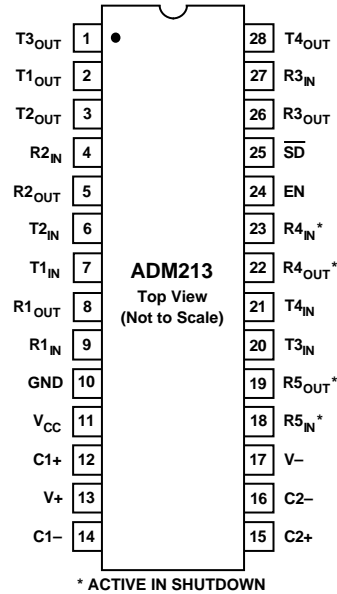 T3OUT 1 28 T4OUT
T1OUT 2 27 R3IN
T2OUT 3 26 R3OUT
R2IN 4 25 S̅D̅
R2OUT 5 24 EN
T2IN 6 23 R4IN*
T1IN 7 22 R4OUT*
ADM213
Top View
(Not to Scale)
R1OUT 8 21 T4IN
R1IN 9 20 T3IN
GND 10 19 R5OUT*
VCC 11 18 R5IN*
C1+ 12 17 V–
V+ 13 16 C2–
C1– 14 15 C2+
* ACTIVE IN SHUTDOWN